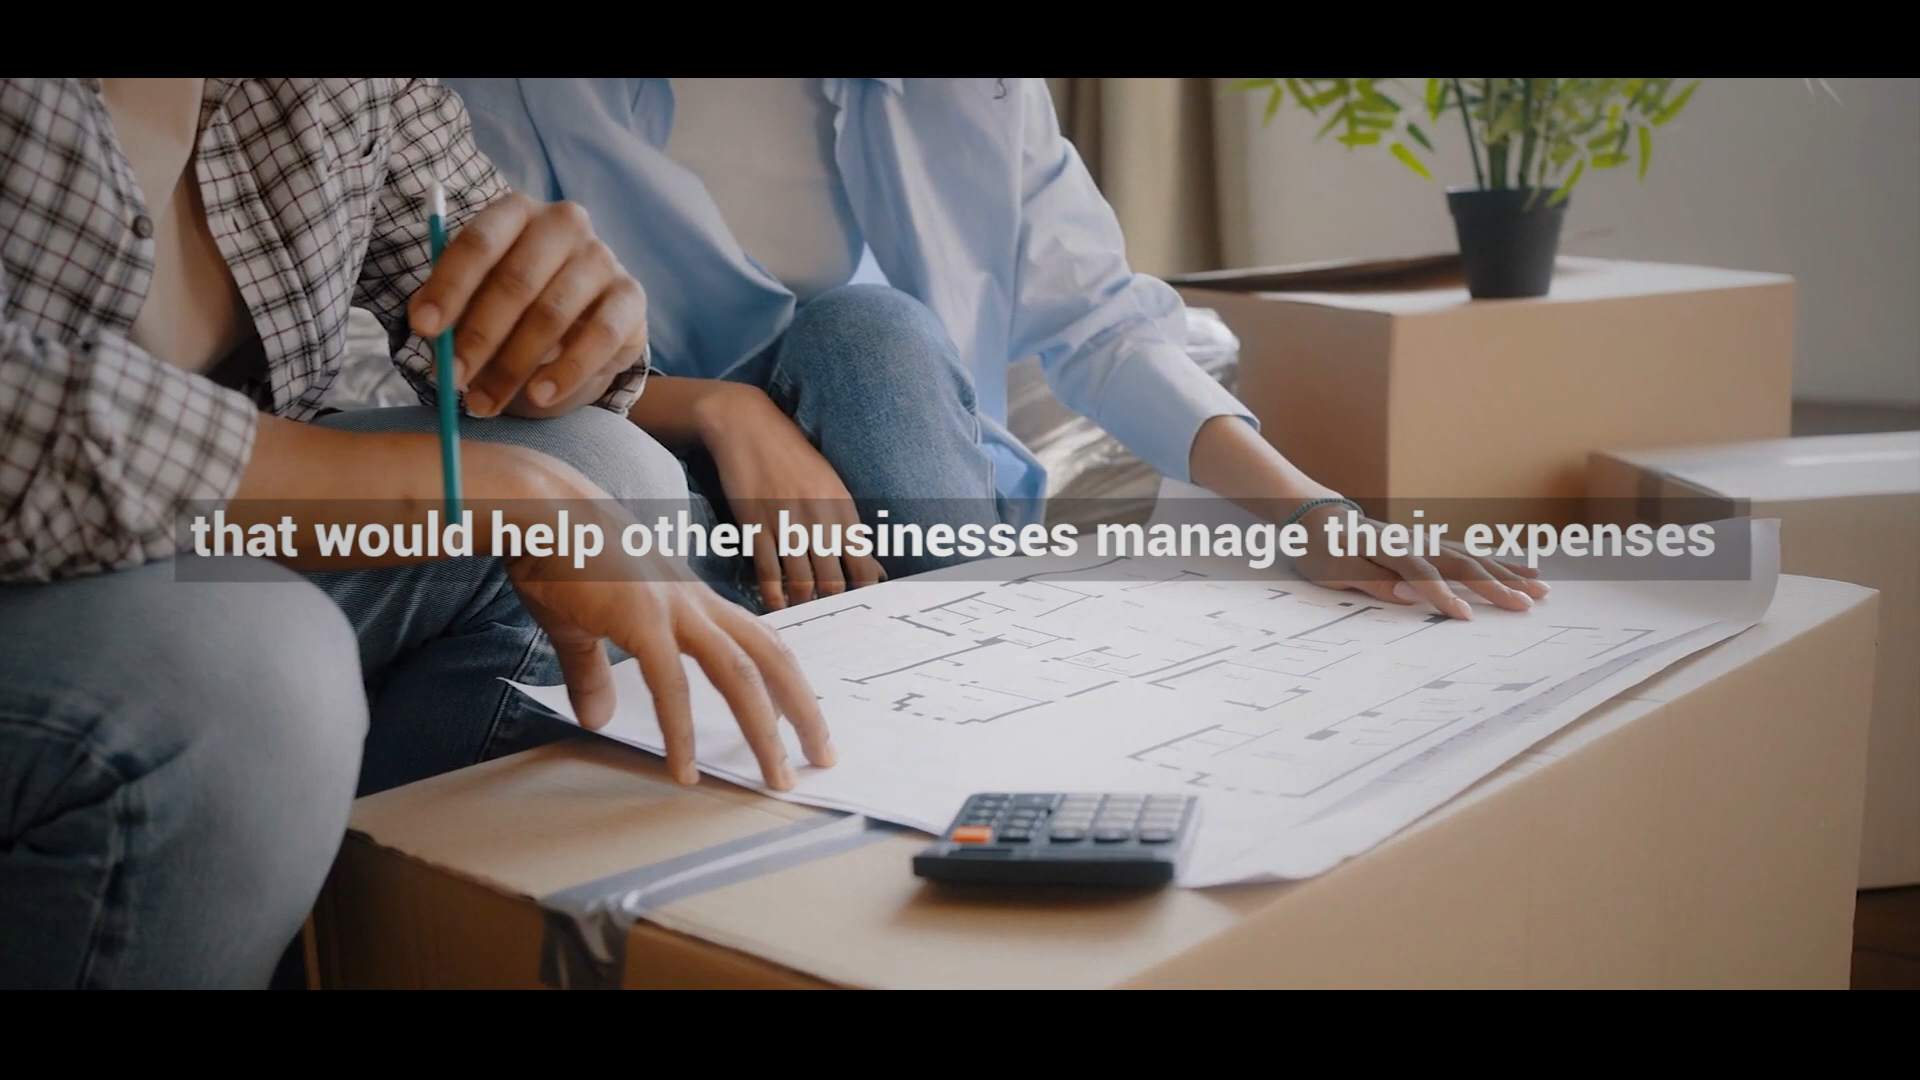 that would help other businesses manage their expenses